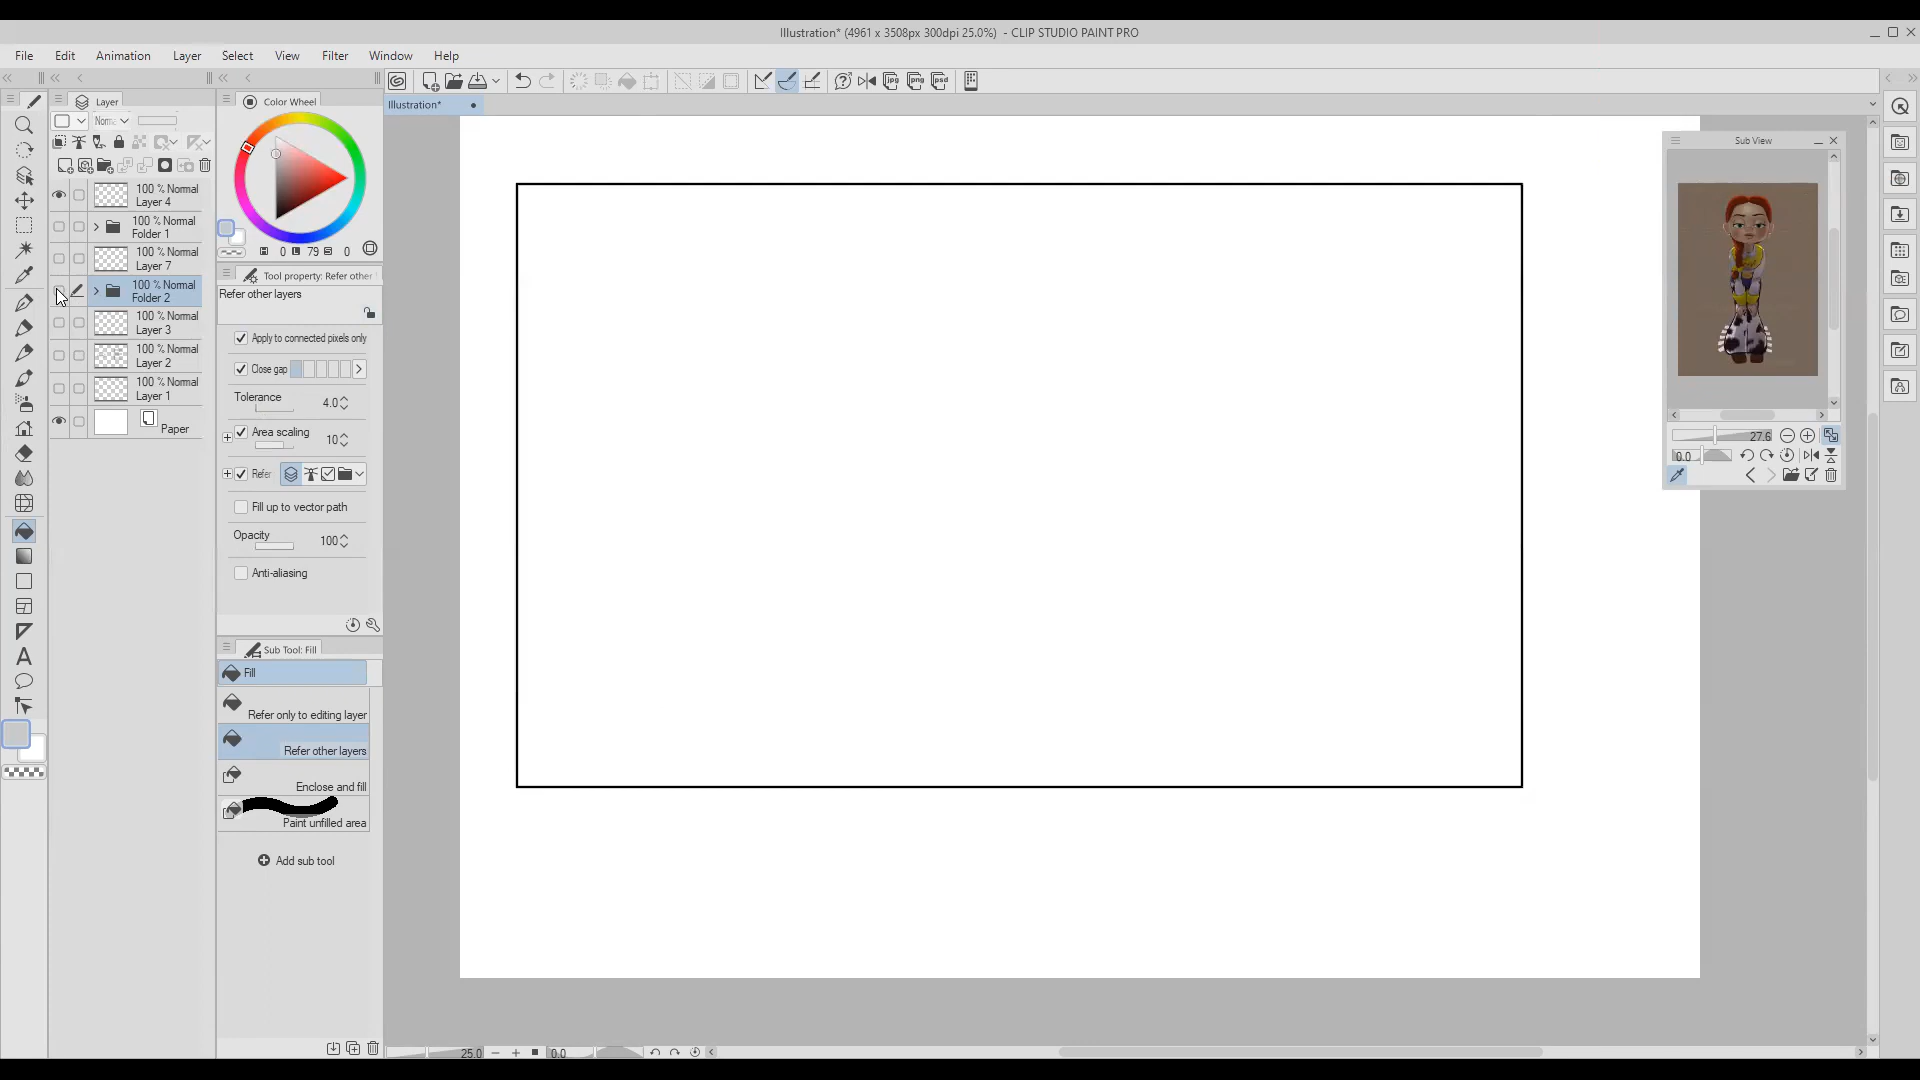 Illustration* (4961 x 3508px 300dpi 25.0%) - CLIP STUDIO PAINT PRO
File Edit Animation Layer Select View Filter Window Help
Layer
Color Wheel
Illustration*
Norm
Sub View
100 % Normal
Layer 4
100 % Normal
Folder 1
100 % Normal
Layer 7
100 % Normal
Folder 2
100 % Normal
Layer 3
100 % Normal
Layer 2
100 % Normal
Layer 1
Paper
H 0 L 79 S 0
Tool property: Refer other
Refer other layers
Apply to connected pixels only
Close gap
Tolerance 4.0
Area scaling 10
Refer
Fill up to vector path
Opacity 100
Anti-aliasing
Sub Tool: Fill
Fill
Refer only to editing layer
Refer other layers
Enclose and fill
Paint unfilled area
Add sub tool
27.6
0.0
25.0
0.0